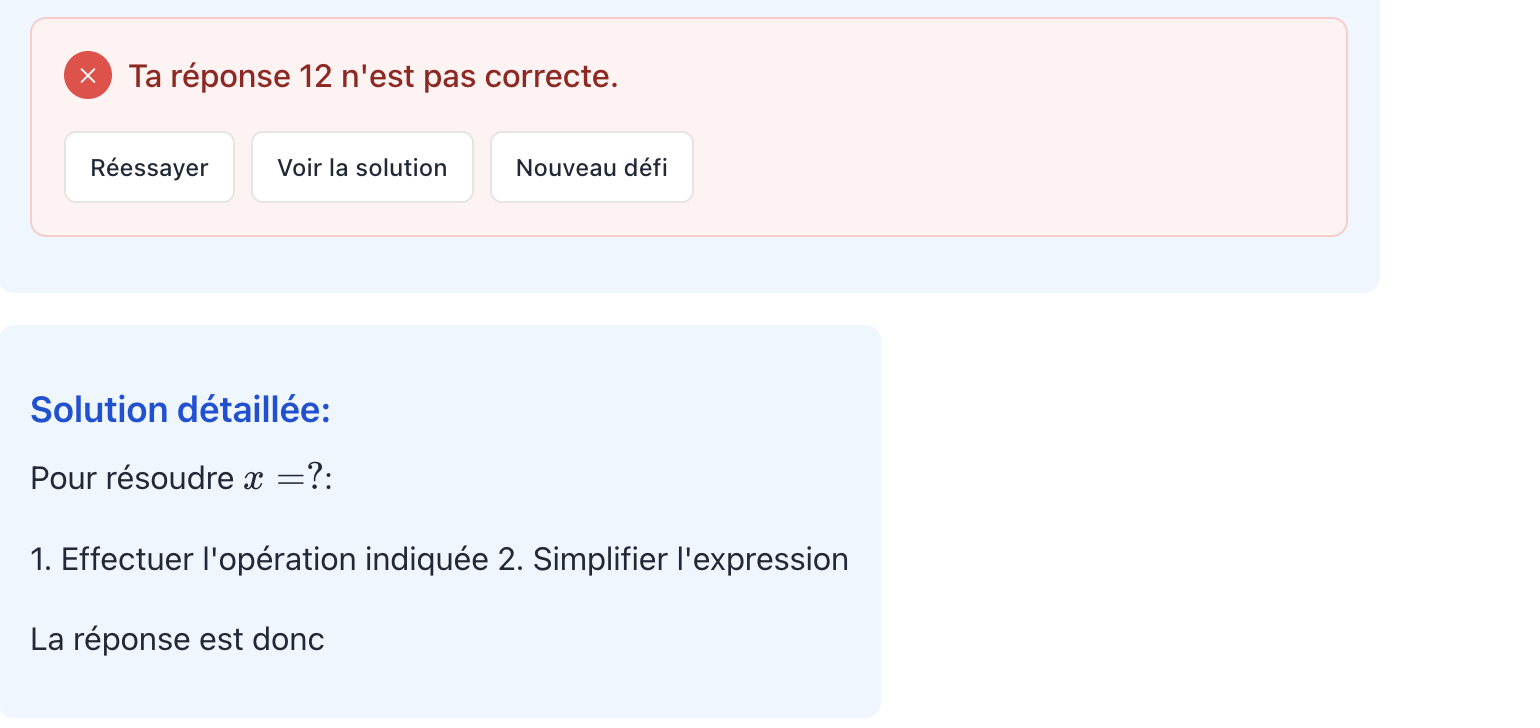 Ta réponse 12 n'est pas correcte.
Réessayer Voir la solution Nouveau défi
Solution détaillée:
Pour résoudre x =?:
1. Effectuer l'opération indiquée 2. Simplifier l'expression
La réponse est donc